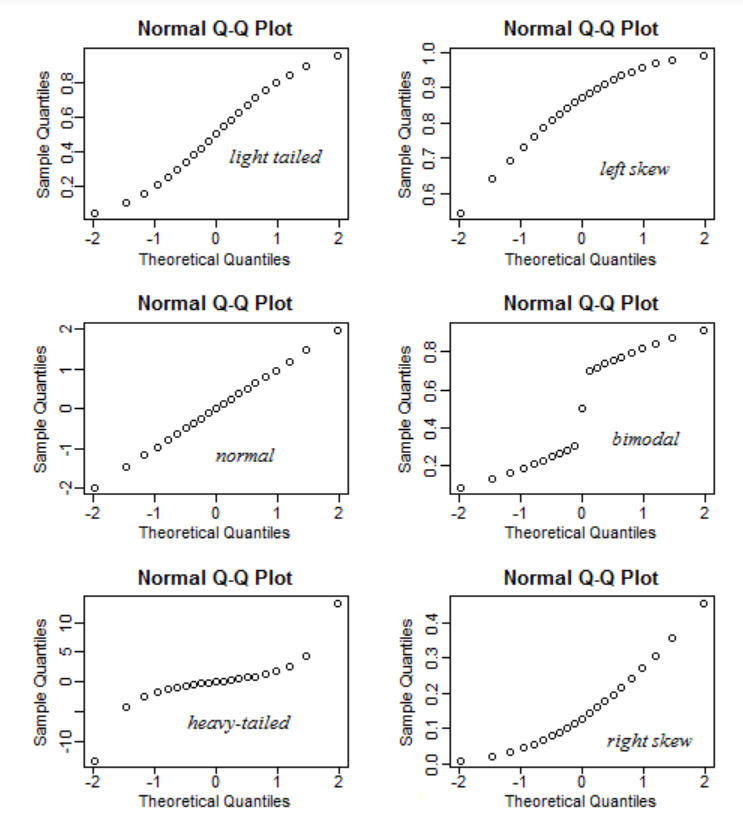 Normal Q-Q Plot
Sample Quantiles
0.2 0.4 0.6 0.8
light tailed
-2 -1 0 1 2
Theoretical Quantiles
Normal Q-Q Plot
Sample Quantiles
0.6 0.7 0.8 0.9 1.0
left skew
-2 -1 0 1 2
Theoretical Quantiles
Normal Q-Q Plot
Sample Quantiles
-2 -1 0 1 2
normal
-2 -1 0 1 2
Theoretical Quantiles
Normal Q-Q Plot
Sample Quantiles
0.2 0.4 0.6 0.8
bimodal
-2 -1 0 1 2
Theoretical Quantiles
Normal Q-Q Plot
Sample Quantiles
-10 0 5 10
heavy-tailed
-2 -1 0 1 2
Theoretical Quantiles
Normal Q-Q Plot
Sample Quantiles
0.0 0.1 0.2 0.3 0.4
right skew
-2 -1 0 1 2
Theoretical Quantiles